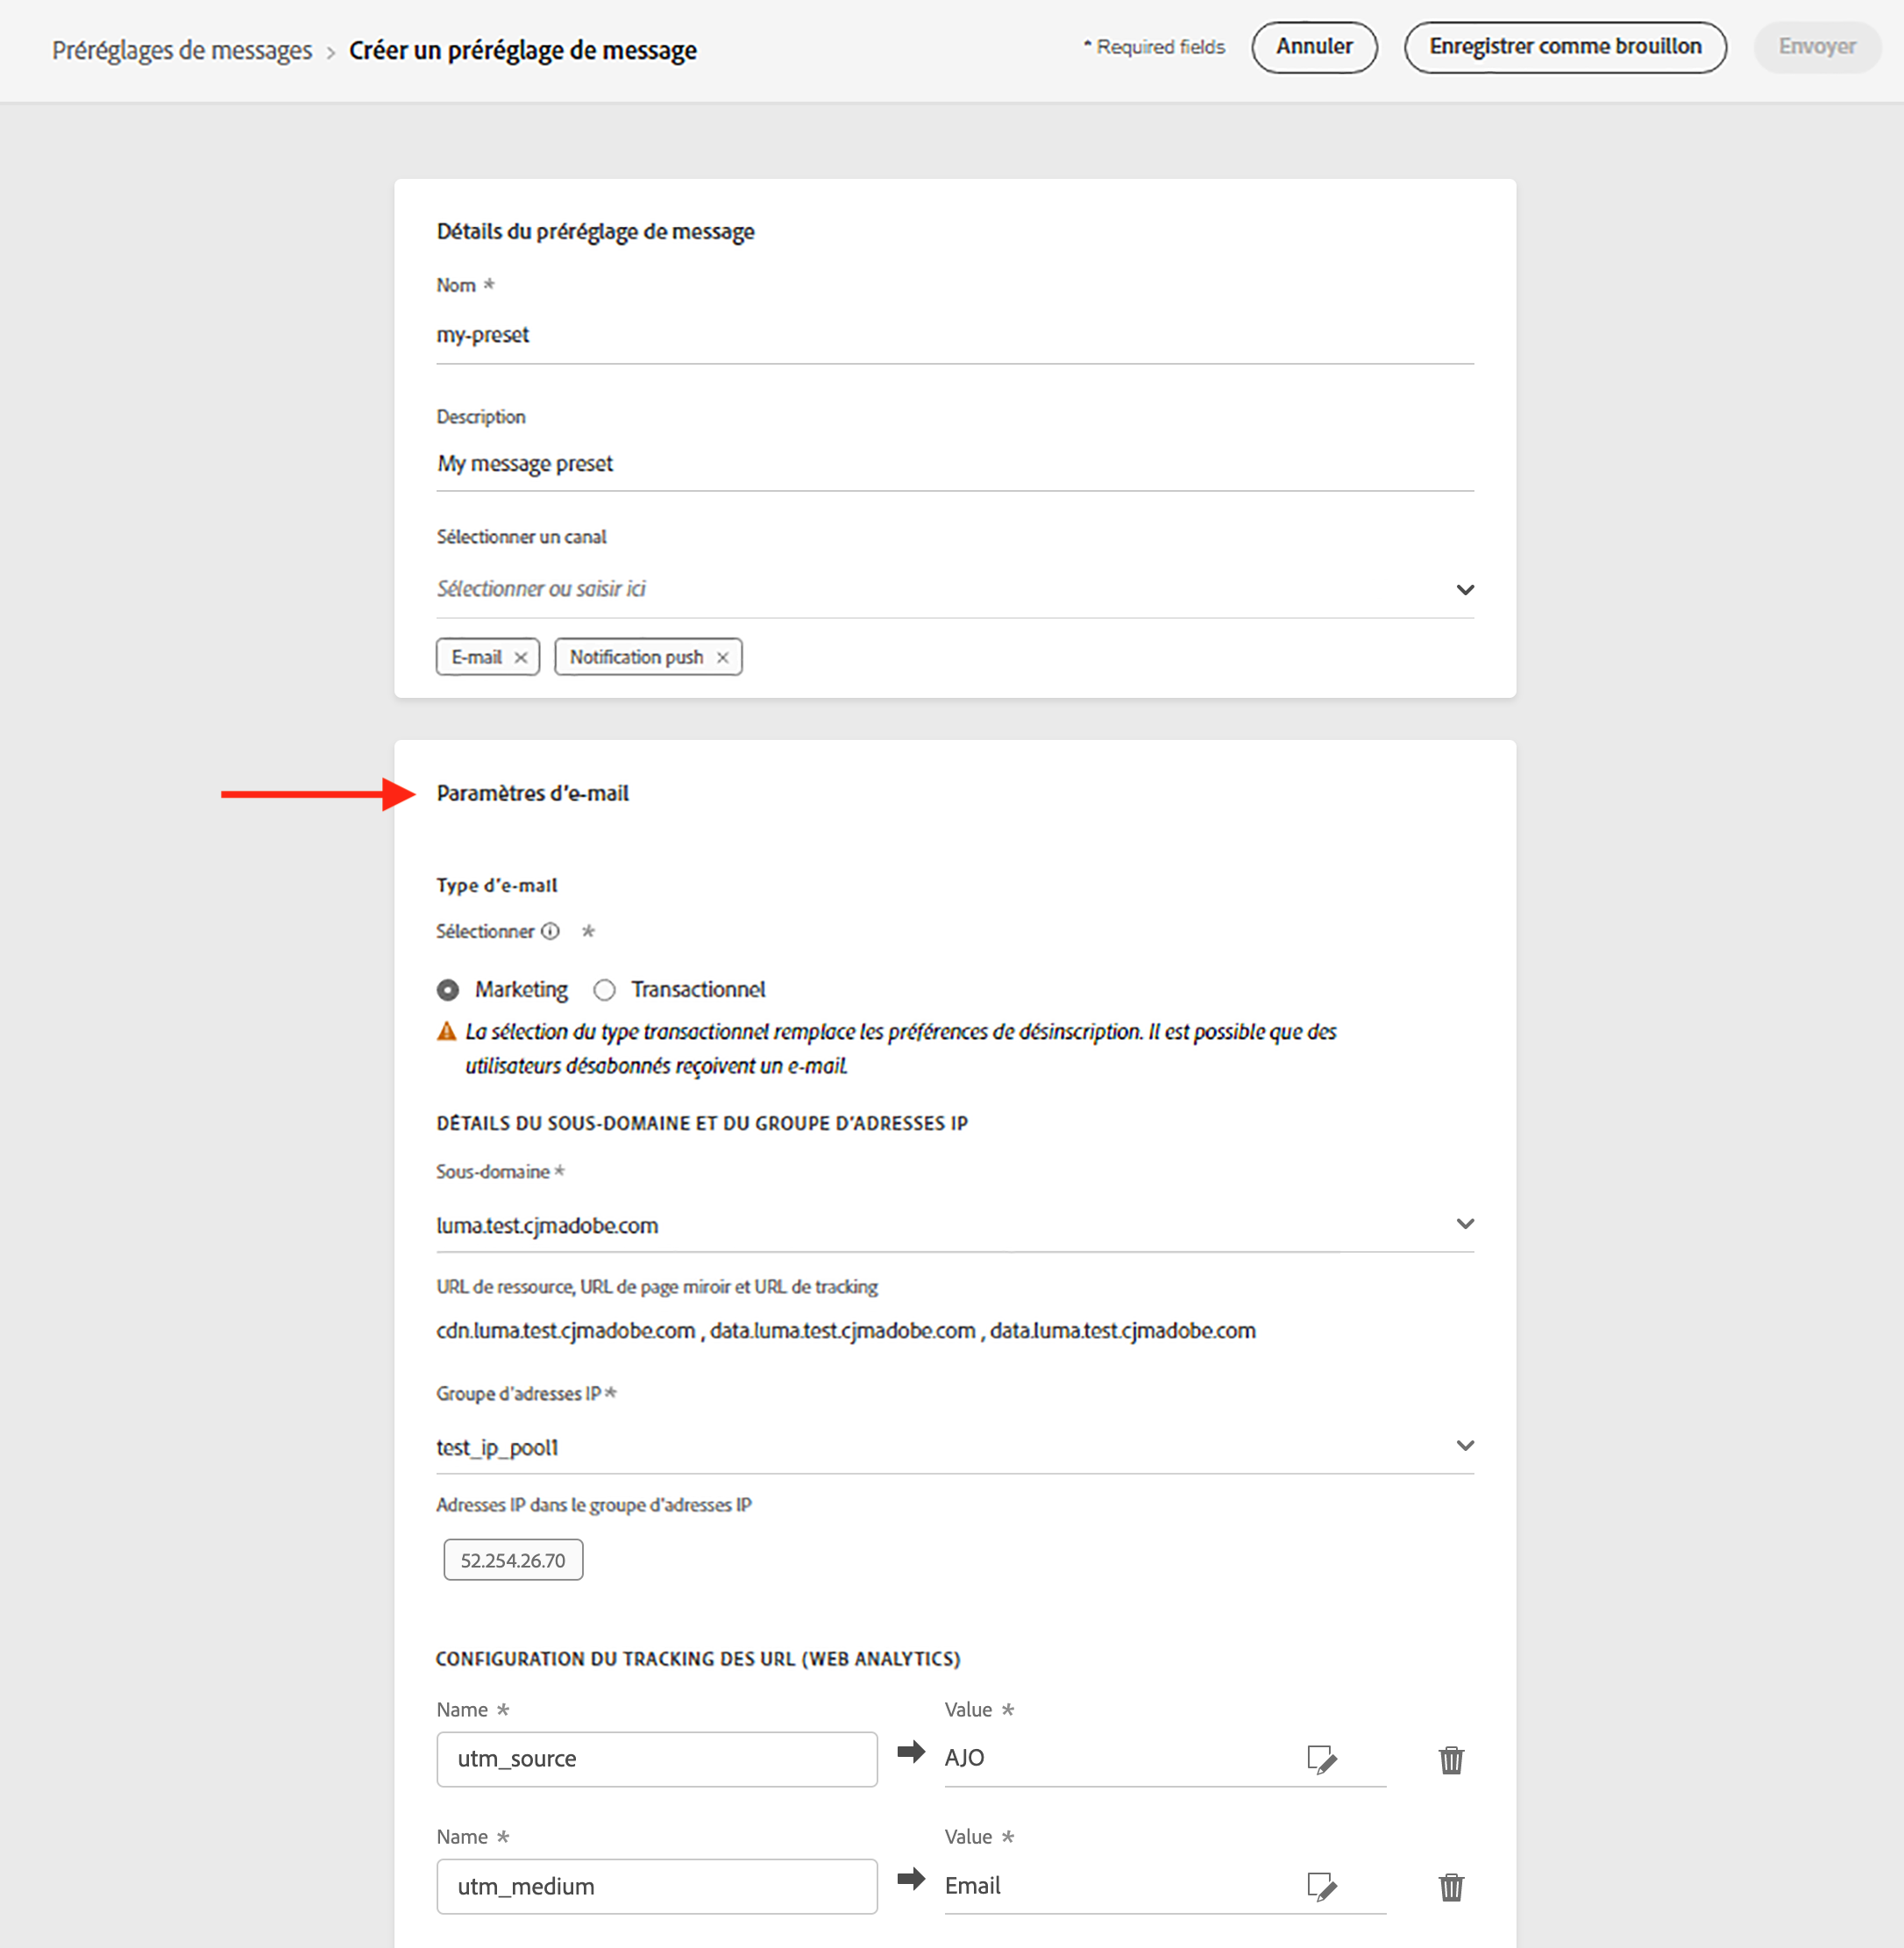 Préréglages de messages > Créer un préréglage de message
* Required fields
Annuler
Enregistrer comme brouillon
Envoyer
Détails du préréglage de message
Nom *
my-preset
Description
My message preset
Sélectionner un canal
Sélectionner ou saisir ici
E-mail ×
Notification push ×
Paramètres d'e-mail
Type d'e-mail
Sélectionner *
Marketing
Transactionnel
La sélection du type transactionnel remplace les préférences de désinscription. Il est possible que des
utilisateurs désabonnés reçoivent un e-mail.
DÉTAILS DU SOUS-DOMAINE ET DU GROUPE D'ADRESSES IP
Sous-domaine *
luma.test.cjmadobe.com
URL de ressource, URL de page miroir et URL de tracking
cdn.luma.test.cjmadobe.com , data.luma.test.cjmadobe.com , data.luma.test.cjmadobe.com
Groupe d'adresses IP *
test_ip_pool1
Adresses IP dans le groupe d'adresses IP
52.254.26.70
CONFIGURATION DU TRACKING DES URL (WEB ANALYTICS)
Name * Value *
utm_source AJO
Name * Value *
utm_medium Email